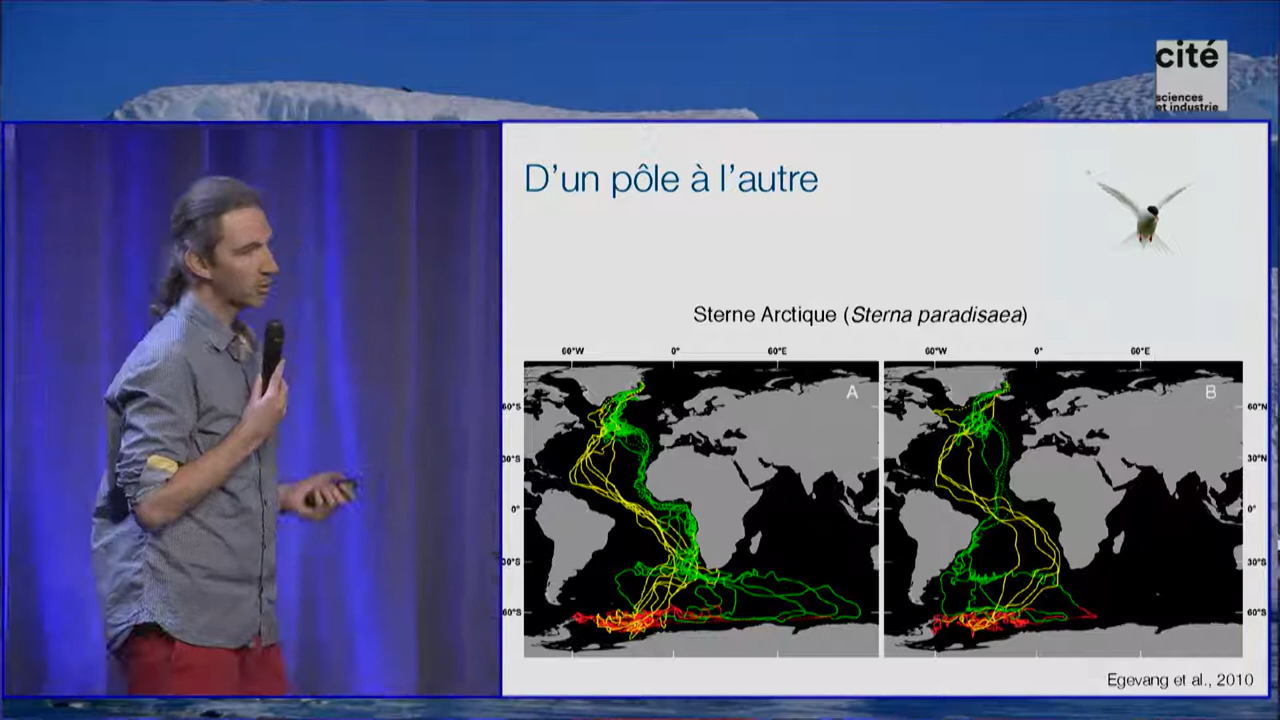 cité
sciences
et industrie
D'un pôle à l'autre
Sterne Arctique (Sterna paradisaea)
60°W 0° 60°E
60°W 0° 60°E
A
B
60°S
60°N
30°S
30°N
0°
0°
30°S
30°S
60°S
60°S
Egevang et al., 2010